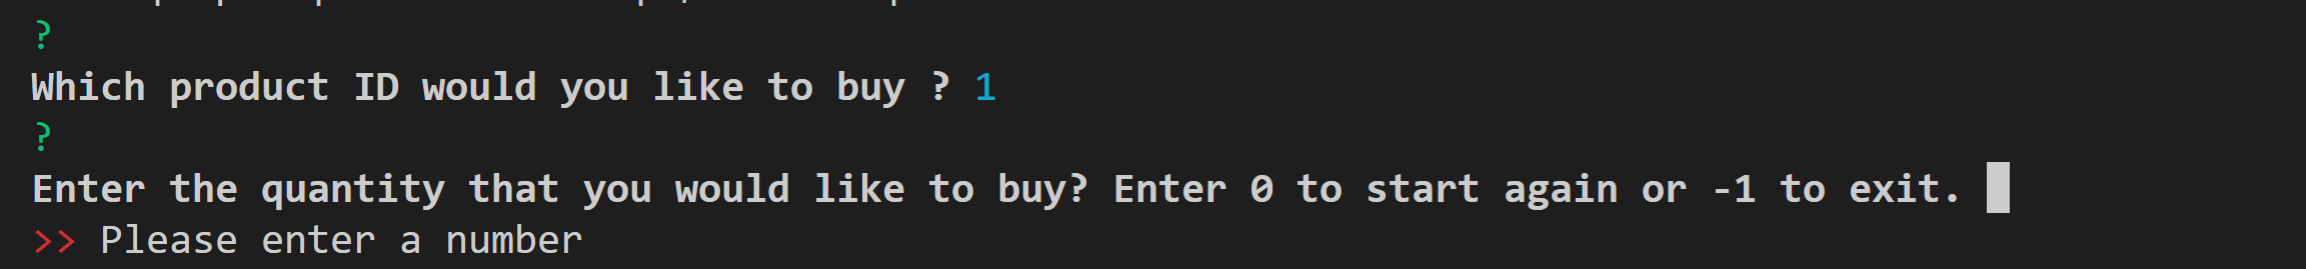 ?
Which product ID would you like to buy ? 1
?
Enter the quantity that you would like to buy? Enter 0 to start again or -1 to exit.
>> Please enter a number